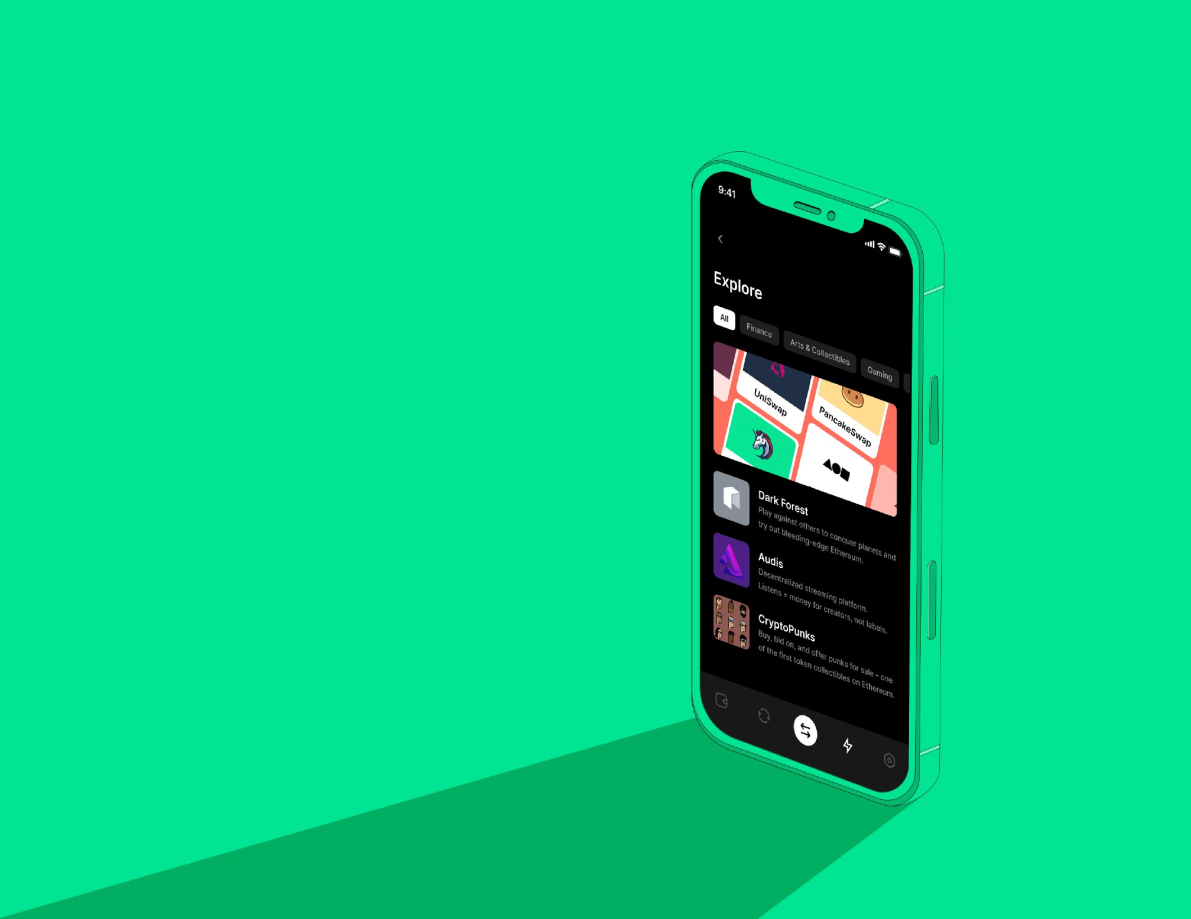 9:41
Explore
All
Finance
Arts & Collectibles
Gaming
UniSwap
PancakeSwap
Dark Forest
Play against others to conquer planets and
try out bleeding-edge Ethereum.
Audis
Decentralized streaming platform.
Listens = money for creators, not labels.
CryptoPunks
Buy, bid on, and offer punks for sale – one
of the first token collectibles on Ethereum.